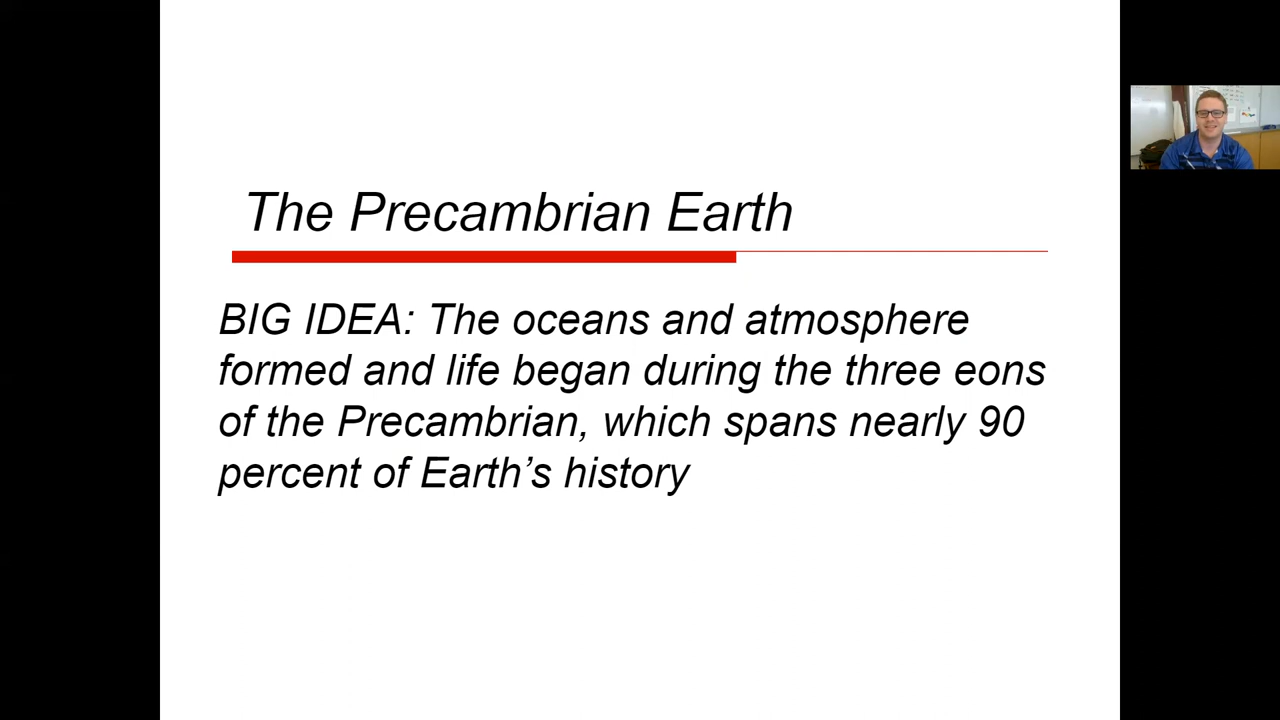 The Precambrian Earth
BIG IDEA: The oceans and atmosphere
formed and life began during the three eons
of the Precambrian, which spans nearly 90
percent of Earth’s history